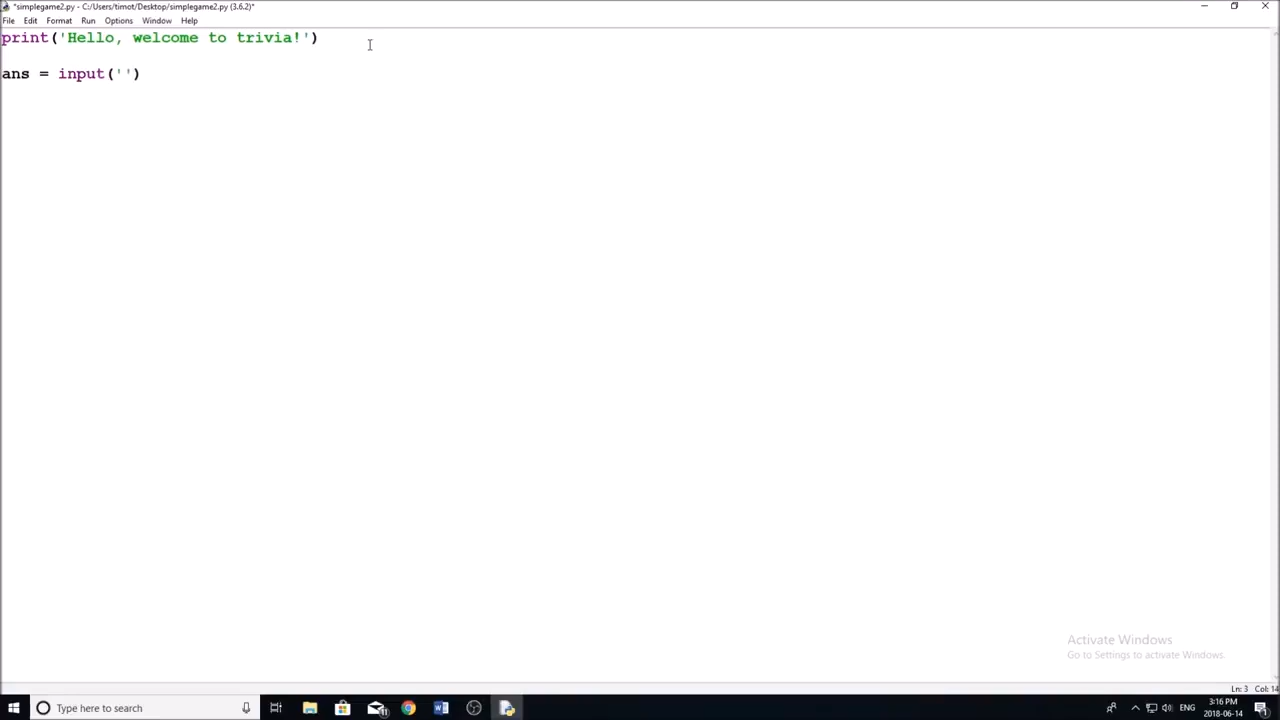 *simplegame2.py - C:/Users/timot/Desktop/simplegame2.py (3.6.2)*
File Edit Format Run Options Window Help
print('Hello, welcome to trivia!')
ans = input('')
Activate Windows
Go to Settings to activate Windows.
Ln: 3 Col: 14
Type here to search
11
W
ENG
3:16 PM
2018-06-14
1